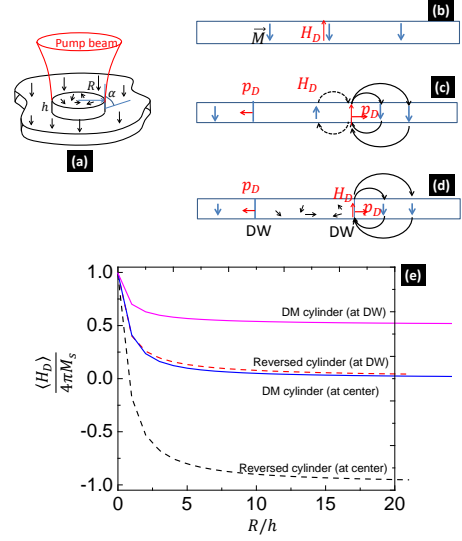 Pump beam
R
α
h
(a)
(b)
M⃗
H_D
(c)
H_D
p_D
p_D
(d)
p_D
H_D
p_D
DW
DW
(e)
⟨H_D⟩
4πM_s
1.0
0.5
0.0
-0.5
-1.0
DM cylinder (at DW)
Reversed cylinder (at DW)
DM cylinder (at center)
Reversed cylinder (at center)
0 5 10 15 20
R/h